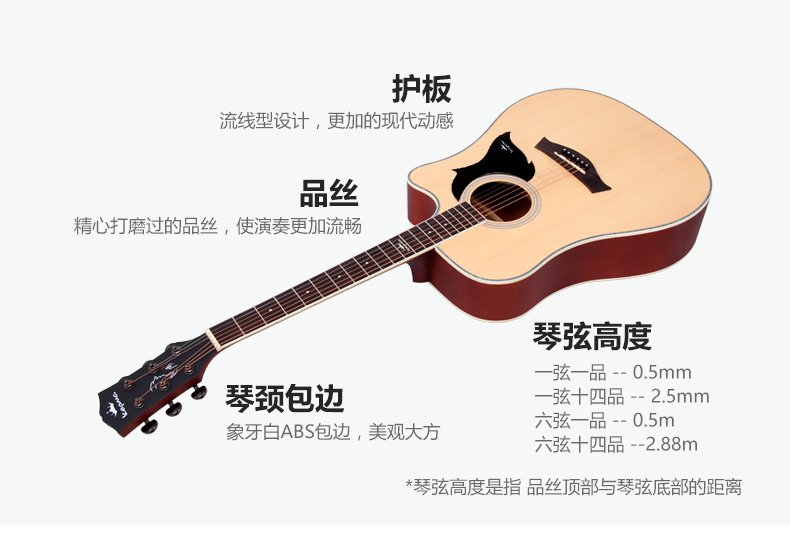 护板
流线型设计，更加的现代动感
品丝
精心打磨过的品丝，使演奏更加流畅
琴弦高度
一弦一品 -- 0.5mm
一弦十四品 -- 2.5mm
六弦一品 -- 0.5m
六弦十四品 --2.88m
琴颈包边
象牙白ABS包边，美观大方
*琴弦高度是指 品丝顶部与琴弦底部的距离